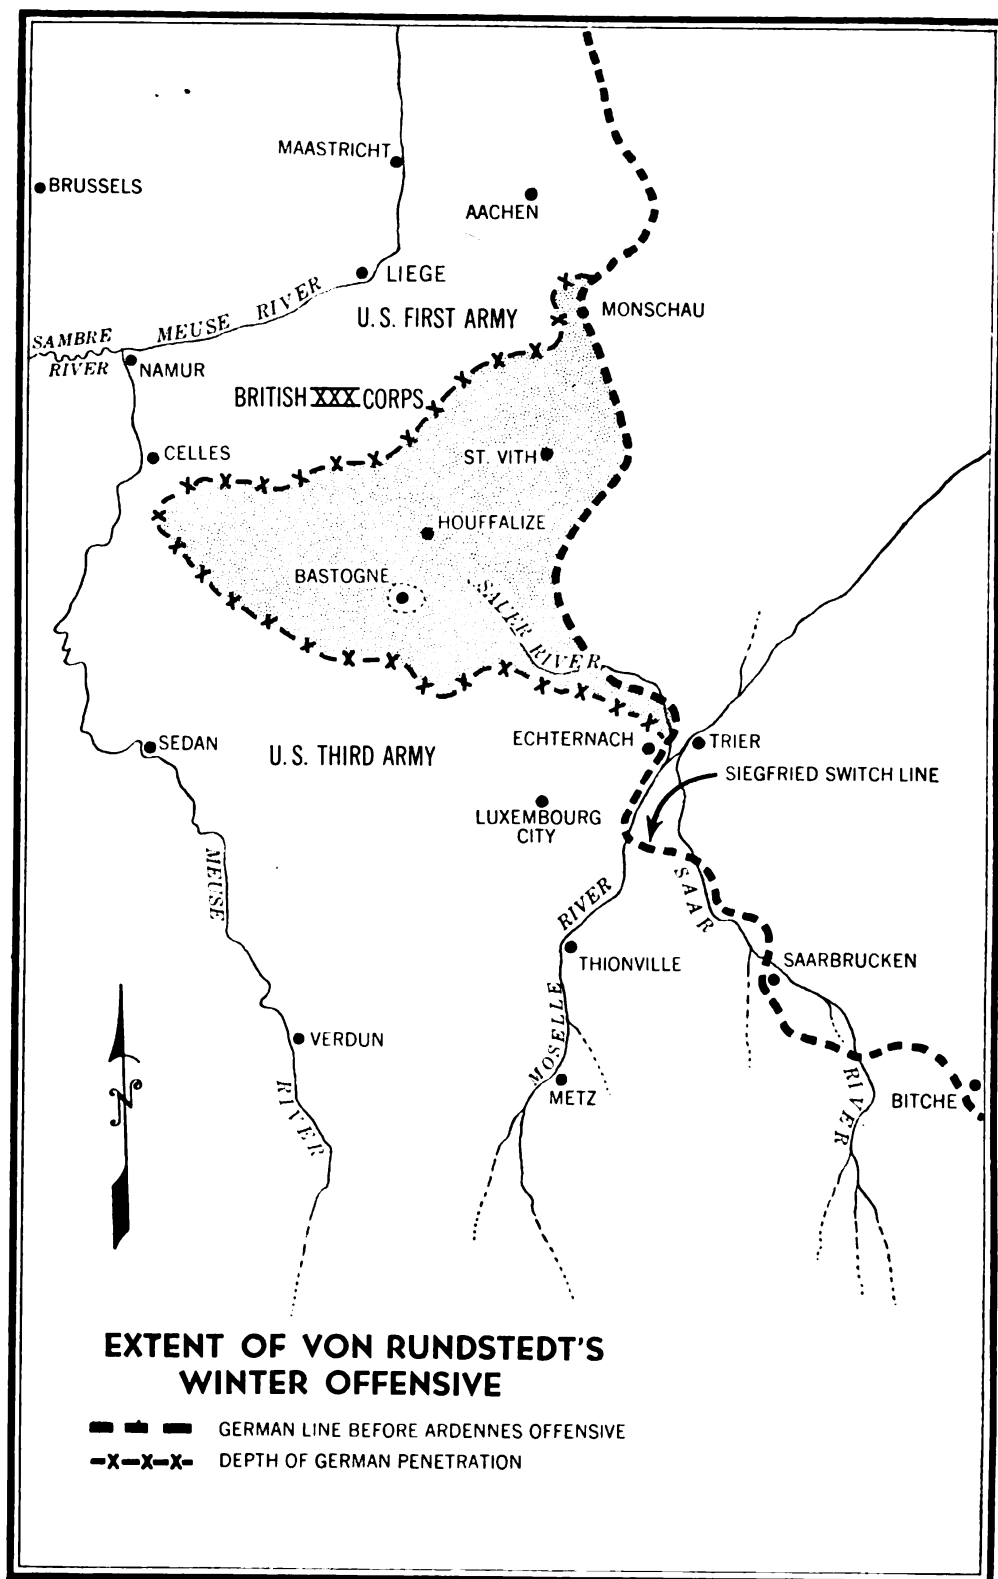 MAASTRICHT
BRUSSELS
AACHEN
LIEGE
MEUSE RIVER
U.S. FIRST ARMY
MONSCHAU
SAMBRE
RIVER
NAMUR
BRITISH XXX CORPS
CELLES
ST. VITH
HOUFFALIZE
BASTOGNE
SAUER RIVER
SEDAN
U.S. THIRD ARMY
ECHTERNACH
TRIER
SIEGFRIED SWITCH LINE
LUXEMBOURG
CITY
MEUSE
RIVER
SAAR
THIONVILLE
SAARBRUCKEN
MOSELLE
VERDUN
METZ
RIVER
RIVER
BITCHE
N
EXTENT OF VON RUNDSTEDT'S
WINTER OFFENSIVE
GERMAN LINE BEFORE ARDENNES OFFENSIVE
DEPTH OF GERMAN PENETRATION